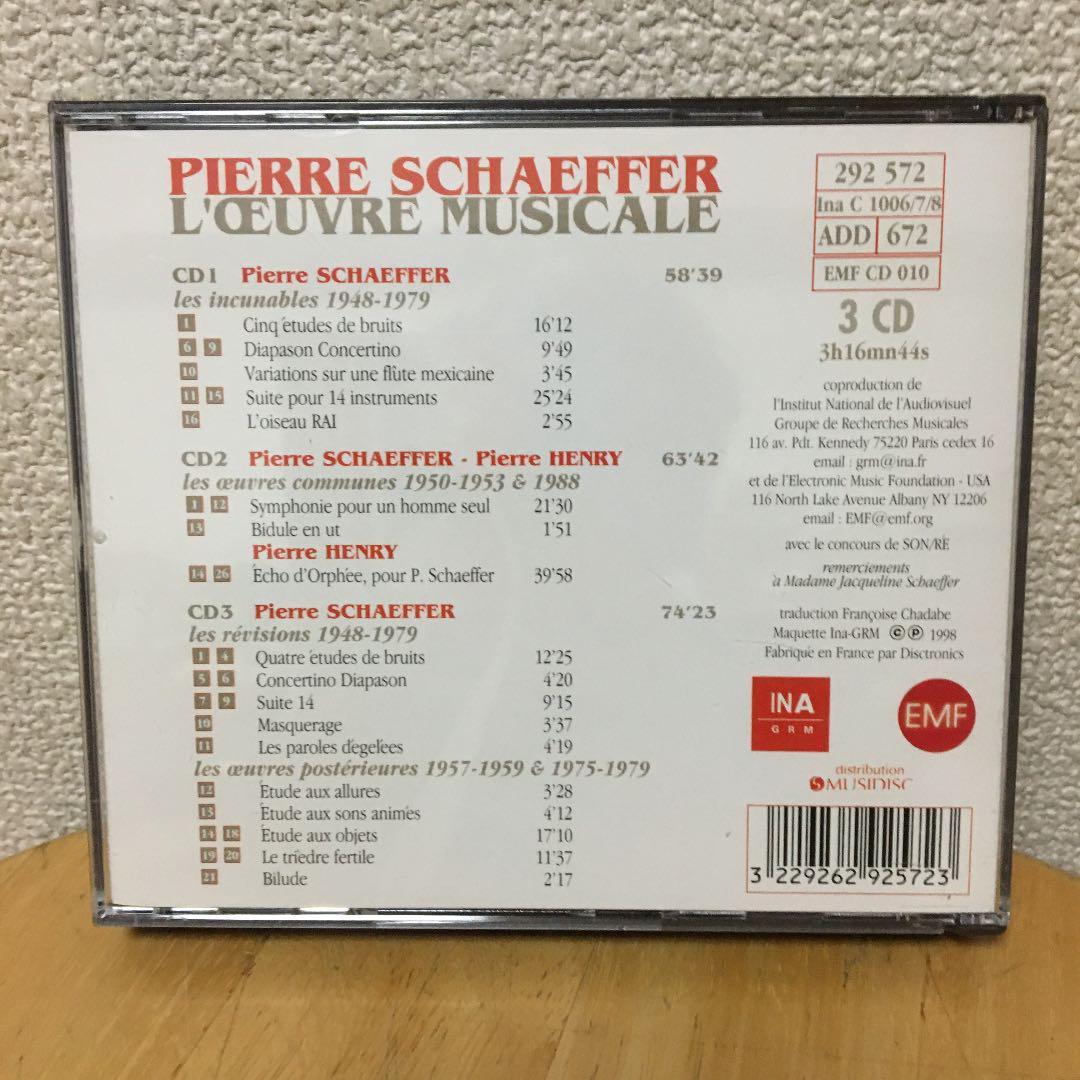 PIERRE SCHAEFFER
L'ŒUVRE MUSICALE
CD1 Pierre SCHAEFFER 58'39
les incunables 1948-1979
1 Cinq études de bruits 16'12
6 9 Diapason Concertino 9'49
10 Variations sur une flûte mexicaine 3'45
11 15 Suite pour 14 instruments 25'24
16 L'oiseau RAI 2'55
CD2 Pierre SCHAEFFER - Pierre HENRY 63'42
les œuvres communes 1950-1953 & 1988
1 12 Symphonie pour un homme seul 21'30
13 Bidule en ut 1'51
Pierre HENRY
14 26 Écho d'Orphée, pour P. Schaeffer 39'58
CD3 Pierre SCHAEFFER 74'23
les révisions 1948-1979
1 4 Quatre études de bruits 12'25
5 6 Concertino Diapason 4'20
7 9 Suite 14 9'15
10 Masquerage 3'37
11 Les paroles dégelées 4'19
les œuvres postérieures 1957-1959 & 1975-1979
12 Étude aux allures 3'28
13 Étude aux sons animés 4'12
14 18 Étude aux objets 17'10
19 20 Le trièdre fertile 11'37
21 Bilude 2'17
292 572
Ina C 1006/7/8
ADD 672
EMF CD 010
3 CD
3h16mn44s
coproduction de
l'Institut National de l'Audiovisuel
Groupe de Recherches Musicales
116 av. Pdt. Kennedy 75220 Paris cedex 16
email : grm@ina.fr
et de l'Electronic Music Foundation - USA
116 North Lake Avenue Albany NY 12206
email : EMF@emf.org
avec le concours de SON/RÉ
remerciements
à Madame Jacqueline Schaeffer
traduction Françoise Chadabe
Maquette Ina-GRM © ℗ 1998
Fabriqué en France par Disctronics
INA
GRM
EMF
distribution
MUSIDISC
3 229262 925723